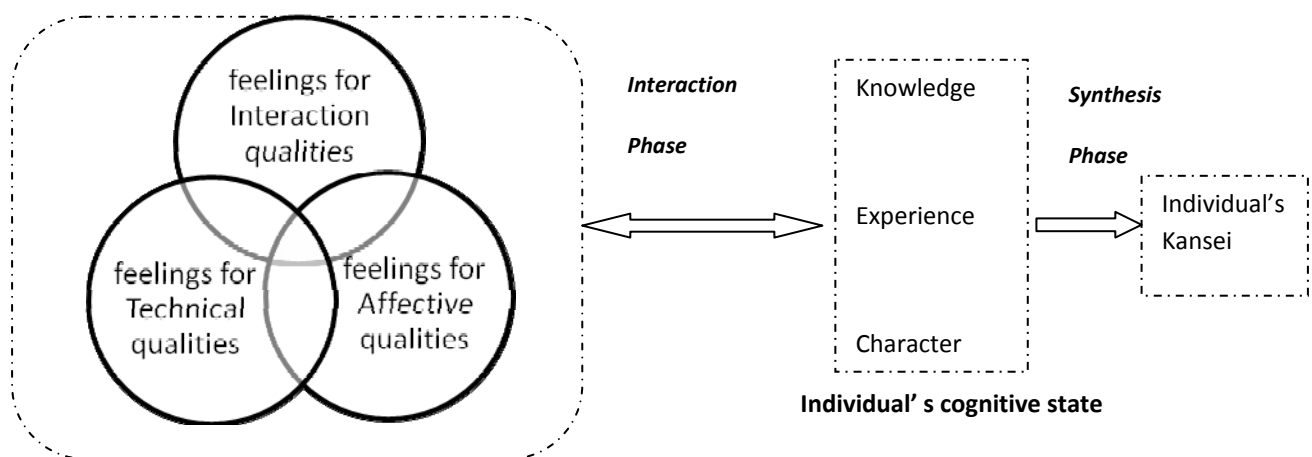 feelings for
Interaction
qualities
feelings for
Technical
qualities
feelings for
Affective
qualities
Interaction
Phase
Knowledge
Experience
Character
Individual’ s cognitive state
Synthesis
Phase
Individual’s
Kansei